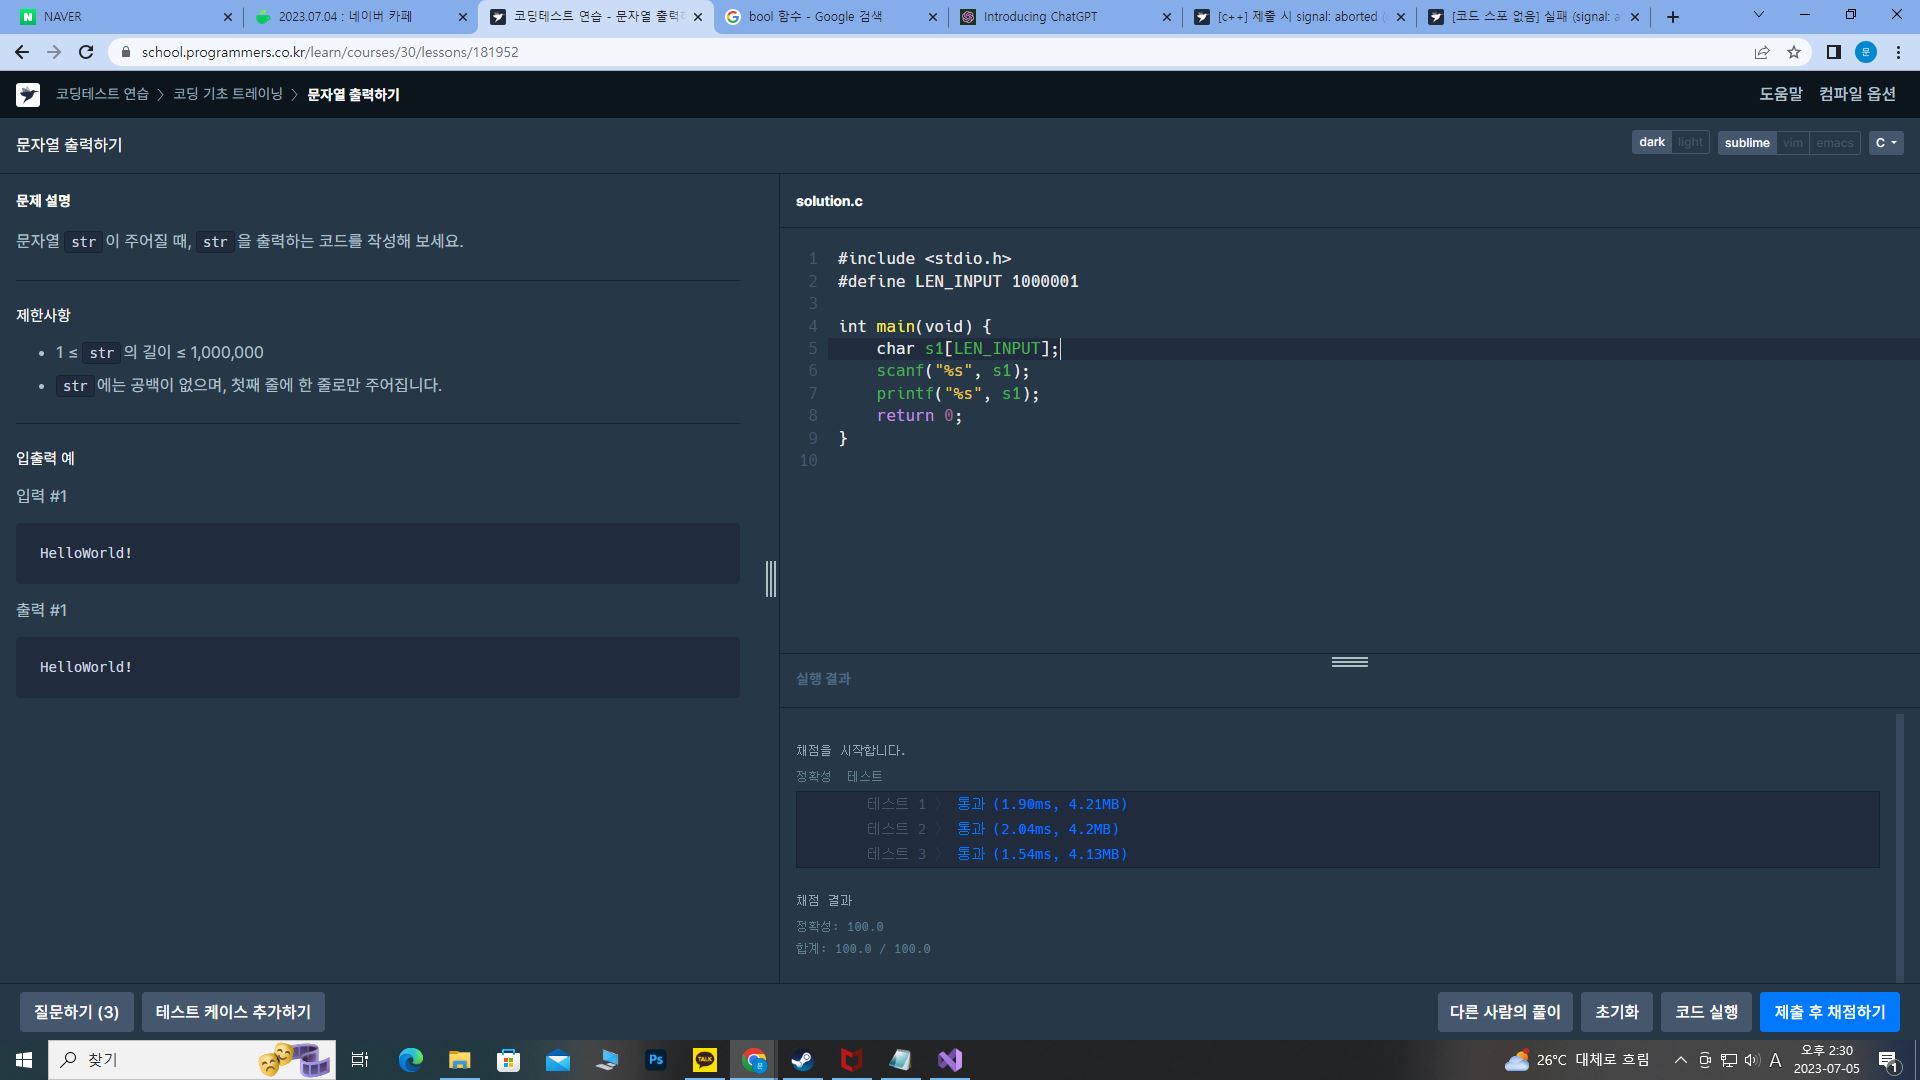 NAVER
2023.07.04 : 네이버 카페
코딩테스트 연습 - 문자열 출력
bool 함수 - Google 검색
Introducing ChatGPT
[c++] 제출 시 signal: aborted (
[코드 스포 없음] 실패 (signal: a
school.programmers.co.kr/learn/courses/30/lessons/181952
문
코딩테스트 연습 > 코딩 기초 트레이닝 > 문자열 출력하기
도움말 컴파일 옵션
문자열 출력하기
dark light sublime vim emacs C
문제 설명
문자열 str 이 주어질 때, str 을 출력하는 코드를 작성해 보세요.
제한사항
• 1 ≤ str 의 길이 ≤ 1,000,000
• str 에는 공백이 없으며, 첫째 줄에 한 줄로만 주어집니다.
입출력 예
입력 #1
HelloWorld!
출력 #1
HelloWorld!
solution.c
1 #include <stdio.h>
2 #define LEN_INPUT 1000001
3
4 int main(void) {
5     char s1[LEN_INPUT];
6     scanf("%s", s1);
7     printf("%s", s1);
8     return 0;
9 }
10
실행 결과
채점을 시작합니다.
정확성 테스트
테스트 1 〉 통과 (1.90ms, 4.21MB)
테스트 2 〉 통과 (2.04ms, 4.2MB)
테스트 3 〉 통과 (1.54ms, 4.13MB)
채점 결과
정확성: 100.0
합계: 100.0 / 100.0
질문하기 (3) 테스트 케이스 추가하기
다른 사람의 풀이 초기화 코드 실행 제출 후 채점하기
찾기
Ps
TALK
26°C 대체로 흐림
A
오후 2:30
2023-07-05
1